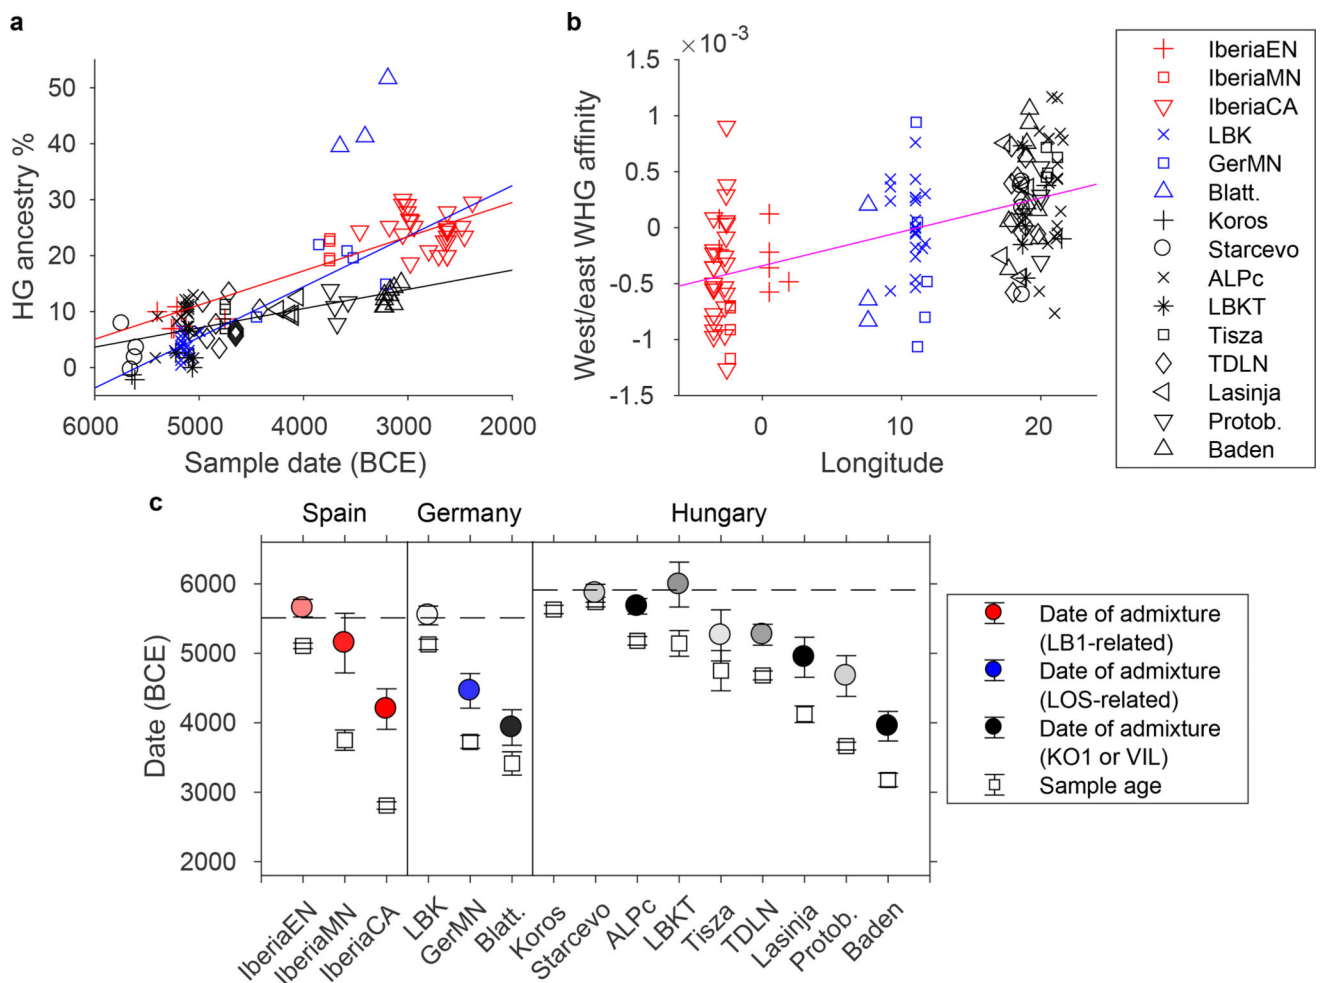 a
HG ancestry %
50
40
30
20
10
0
6000 5000 4000 3000 2000
Sample date (BCE)
b
×10⁻³
West/east WHG affinity
1.5
1
0.5
0
-0.5
-1
-1.5
0 10 20
Longitude
IberiaEN
IberiaMN
IberiaCA
LBK
GerMN
Blatt.
Koros
Starcevo
ALPc
LBKT
Tisza
TDLN
Lasinja
Protob.
Baden
c
Spain Germany Hungary
Date (BCE)
6000
5000
4000
3000
2000
IberiaEN IberiaMN IberiaCA LBK GerMN Blatt. Koros Starcevo ALPc LBKT Tisza TDLN Lasinja Protob. Baden
Date of admixture
(LB1-related)
Date of admixture
(LOS-related)
Date of admixture
(KO1 or VIL)
Sample age